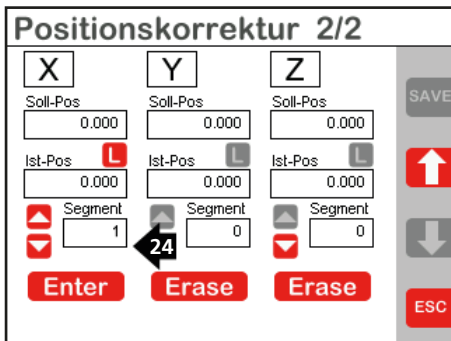 Positionskorrektur 2/2
X Y Z
Soll-Pos Soll-Pos Soll-Pos
0.000 0.000 0.000
SAVE
L L L
Ist-Pos Ist-Pos Ist-Pos
0.000 0.000 0.000
Segment Segment Segment
1 0 0
24
Enter Erase Erase
ESC